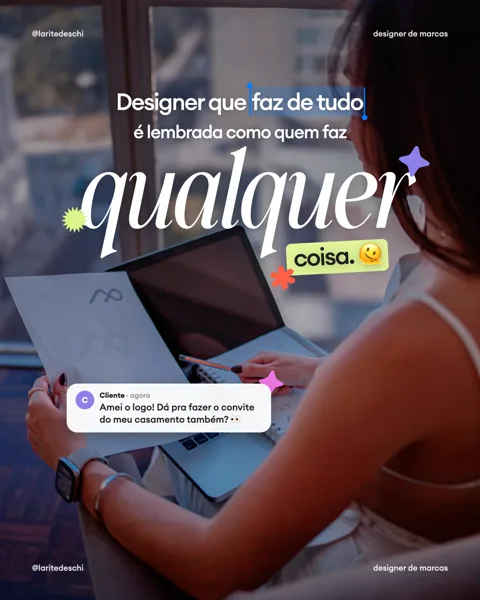 @laritedeschi
designer de marcas
Designer que faz de tudo
é lembrada como quem faz
qualquer
coisa. 🫠
C
Cliente · agora
Amei o logo! Dá pra fazer o convite
do meu casamento também? 👀
@laritedeschi
designer de marcas